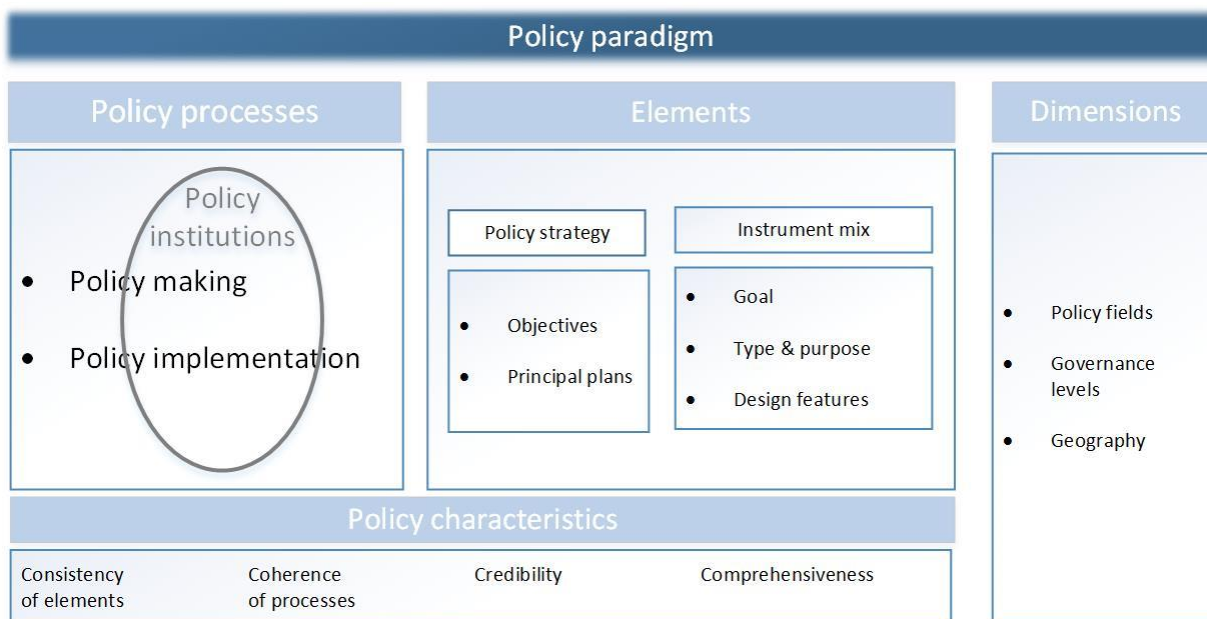 Policy paradigm
Policy processes
Policy
institutions
• Policy making
• Policy implementation
Elements
Policy strategy
• Objectives
• Principal plans
Instrument mix
• Goal
• Type & purpose
• Design features
Dimensions
• Policy fields
• Governance
levels
• Geography
Policy characteristics
Consistency
of elements
Coherence
of processes
Credibility
Comprehensiveness